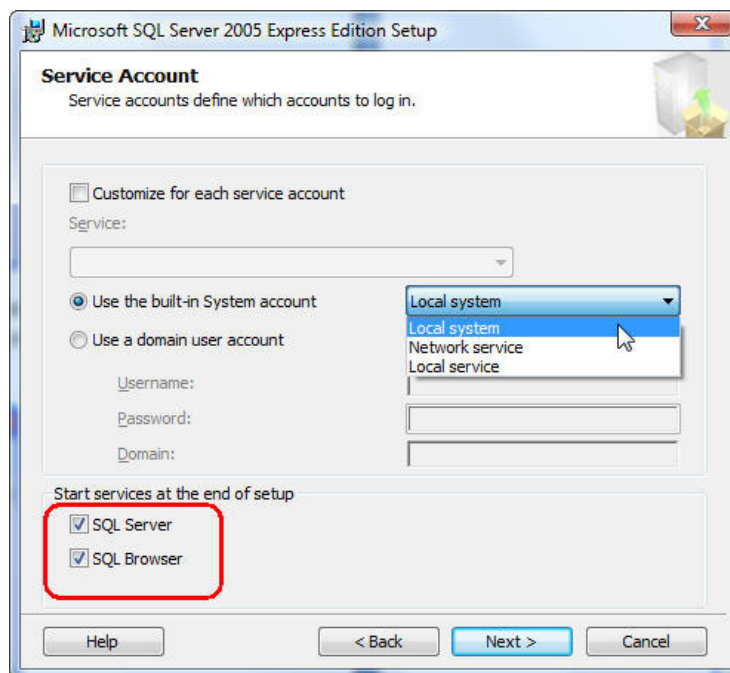 Microsoft SQL Server 2005 Express Edition Setup
Service Account
Service accounts define which accounts to log in.
Customize for each service account
Service:
Use the built-in System account
Local system
Local system
Network service
Local service
Use a domain user account
Username:
Password:
Domain:
Start services at the end of setup
SQL Server
SQL Browser
Help
< Back
Next >
Cancel